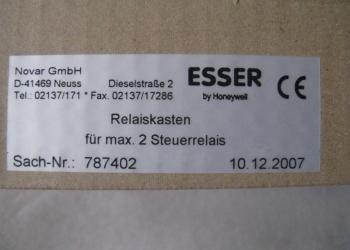 Novar GmbH
D-41469 Neuss Dieselstraße 2
Tel.: 02137/171 * Fax. 02137/17286
ESSER
by Honeywell
CE
Relaiskasten
für max. 2 Steuerrelais
Sach-Nr.: 787402 10.12.2007